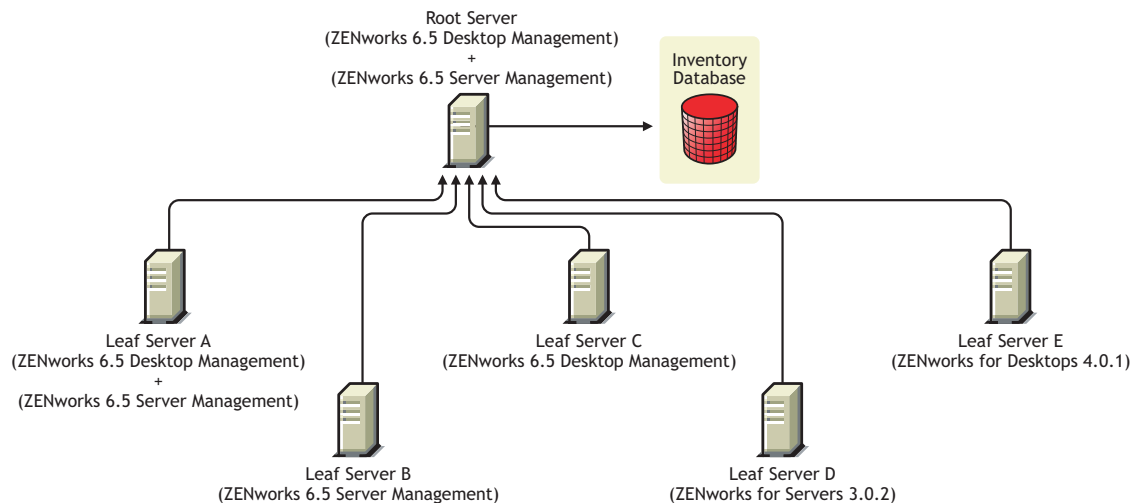 Root Server
(ZENworks 6.5 Desktop Management)
+
(ZENworks 6.5 Server Management)
Inventory
Database
Leaf Server A
(ZENworks 6.5 Desktop Management)
+
(ZENworks 6.5 Server Management)
Leaf Server B
(ZENworks 6.5 Server Management)
Leaf Server C
(ZENworks 6.5 Desktop Management)
Leaf Server D
(ZENworks for Servers 3.0.2)
Leaf Server E
(ZENworks for Desktops 4.0.1)